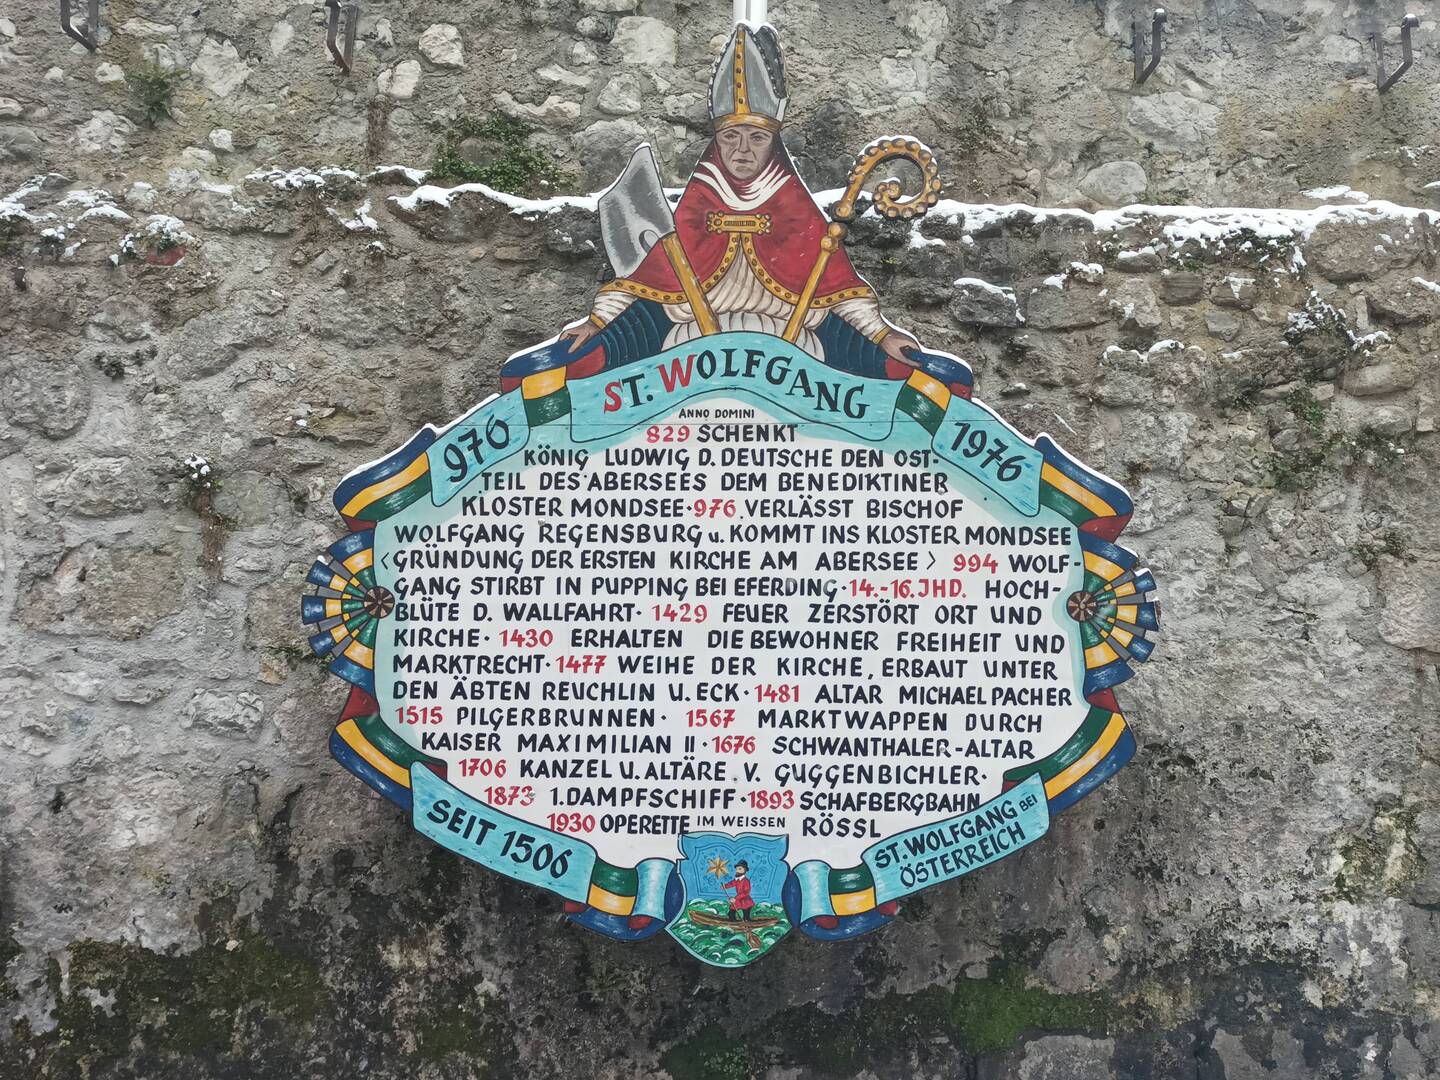 ST. WOLFGANG
976
1976
ANNO DOMINI
829 SCHENKT
KÖNIG LUDWIG D. DEUTSCHE DEN OST-
TEIL DES ABERSEES DEM BENEDIKTINER
KLOSTER MONDSEE·976 VERLÄSST BISCHOF
WOLFGANG REGENSBURG u. KOMMT INS KLOSTER MONDSEE
<GRÜNDUNG DER ERSTEN KIRCHE AM ABERSEE> 994 WOLF-
GANG STIRBT IN PUPPING BEI EFERDING·14.-16.JHD. HOCH-
BLÜTE D. WALLFAHRT· 1429 FEUER ZERSTÖRT ORT UND
KIRCHE· 1430 ERHALTEN DIE BEWOHNER FREIHEIT UND
MARKTRECHT·1477 WEIHE DER KIRCHE, ERBAUT UNTER
DEN ÄBTEN REUCHLIN U. ECK·1481 ALTAR MICHAEL PACHER
1515 PILGERBRUNNEN· 1567 MARKTWAPPEN DURCH
KAISER MAXIMILIAN II·1676 SCHWANTHALER-ALTAR
1706 KANZEL U. ALTÄRE V. GUGGENBICHLER·
1873 1.DAMPFSCHIFF·1893 SCHAFBERGBAHN
1930 OPERETTE IM WEISSEN RÖSSL
SEIT 1506
ST. WOLFGANG BEI
ÖSTERREICH